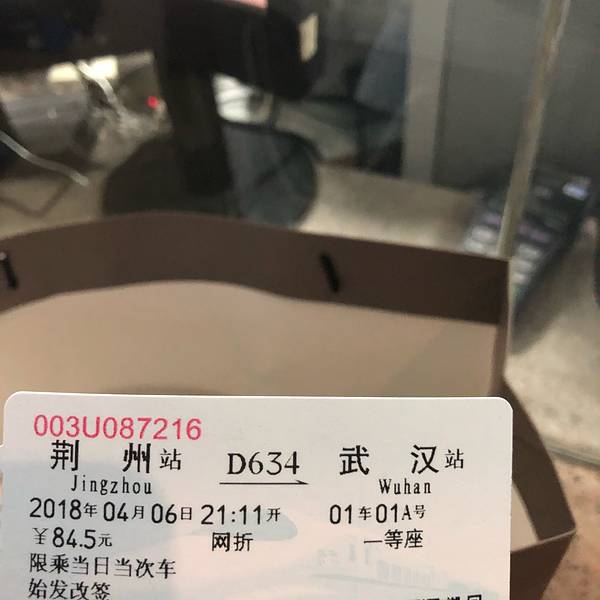 003U087216
荆 州站 D634 武 汉站
Jingzhou Wuhan
2018年04月06日21:11开 01车01A号
￥84.5元 网折 一等座
限乘当日当次车
始发改签